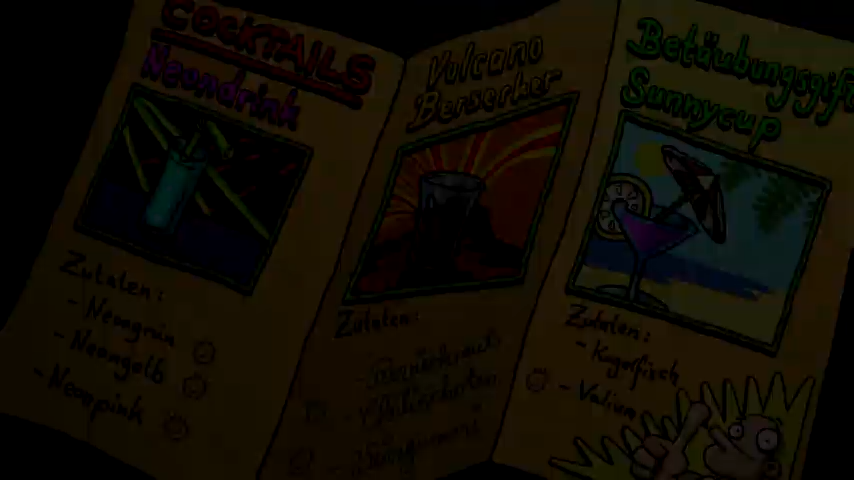 COCKTAILS
Neondrink
Zutaten:
- Neongrün
- Neongelb
- Neonpink
Vulcano
Berserker
Zutaten:
Betäubungsgift
Sunnycup
Zutaten:
- Kugelfisch
- Valium